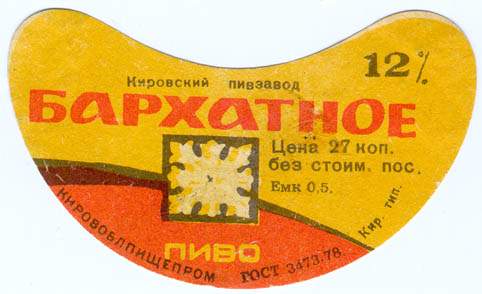 12%
Кировский пивзавод
БАРХАТНОЕ
Цена 27 коп.
без стоим. пос.
Емк 0,5.
ПИВО
КИРОВОБЛПИЩЕПРОМ
ГОСТ 3473.78
Кир. тип.